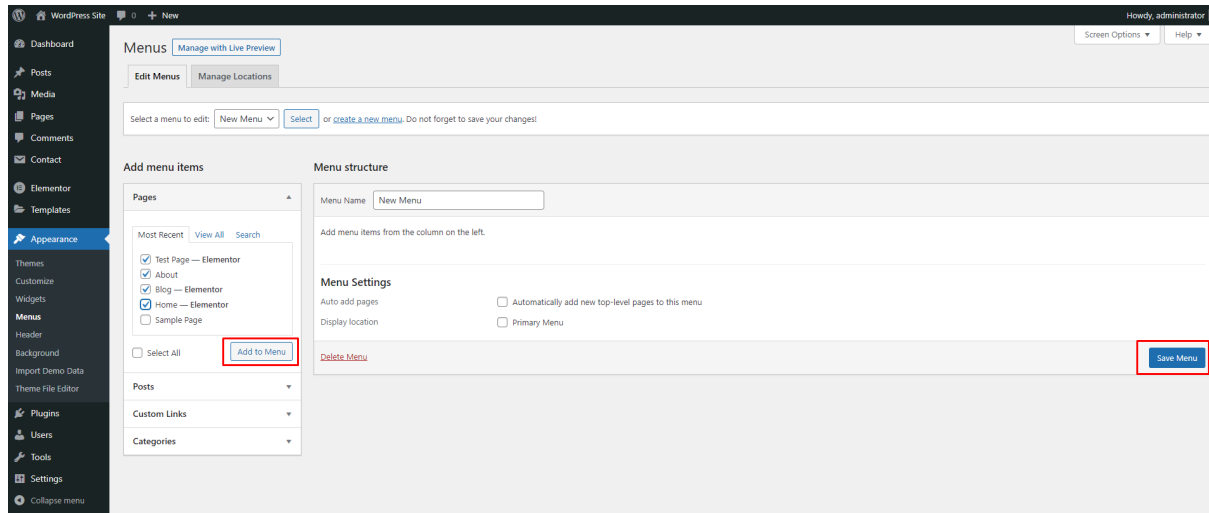 WordPress Site 0 + New Howdy, administrator
Dashboard
Posts
Media
Pages
Comments
Contact
Elementor
Templates
Appearance
Themes
Customize
Widgets
Menus
Header
Background
Import Demo Data
Theme File Editor
Plugins
Users
Tools
Settings
Collapse menu
Screen Options Help
Menus Manage with Live Preview
Edit Menus Manage Locations
Select a menu to edit: New Menu Select or create a new menu. Do not forget to save your changes!
Add menu items
Pages
Most Recent View All Search
Test Page — Elementor
About
Blog — Elementor
Home — Elementor
Sample Page
Select All Add to Menu
Posts
Custom Links
Categories
Menu structure
Menu Name New Menu
Add menu items from the column on the left.
Menu Settings
Auto add pages Automatically add new top-level pages to this menu
Display location Primary Menu
Delete Menu Save Menu